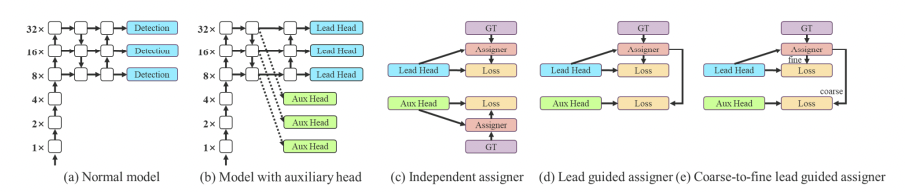 32× Detection
16× Detection
8× Detection
4×
2×
1×
(a) Normal model
32× Lead Head
16× Lead Head
8× Lead Head
4× Aux Head
2× Aux Head
1× Aux Head
(b) Model with auxiliary head
GT
Assigner
Lead Head Loss
Aux Head Loss
Assigner
GT
(c) Independent assigner
GT
Assigner
Lead Head Loss
Aux Head Loss
(d) Lead guided assigner
GT
Assigner
fine
Lead Head Loss
coarse
Aux Head Loss
(e) Coarse-to-fine lead guided assigner